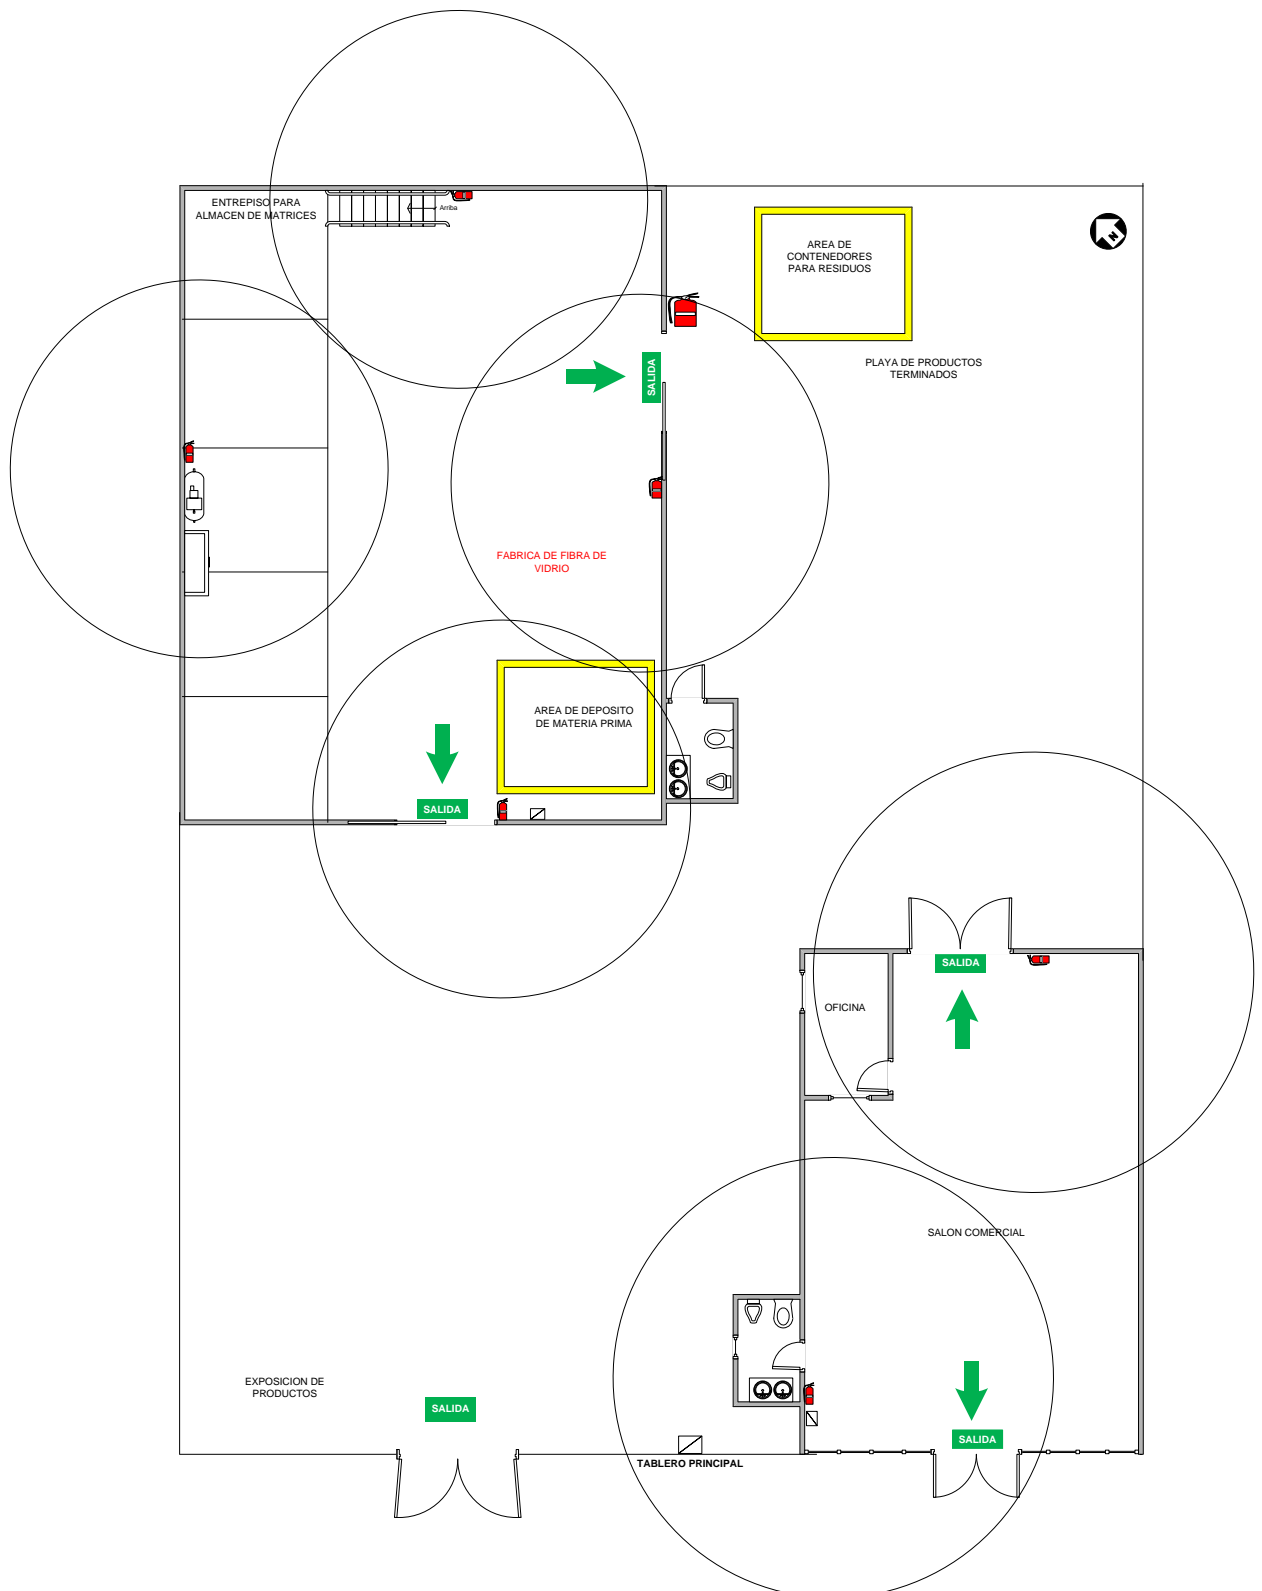 ENTREPISO PARA
ALMACEN DE MATRICES
Arriba
AREA DE
CONTENEDORES
PARA RESIDUOS
N
PLAYA DE PRODUCTOS
TERMINADOS
SALIDA
FABRICA DE FIBRA DE
VIDRIO
AREA DE DEPOSITO
DE MATERIA PRIMA
SALIDA
SALIDA
OFICINA
SALON COMERCIAL
EXPOSICION DE
PRODUCTOS
SALIDA
SALIDA
TABLERO PRINCIPAL